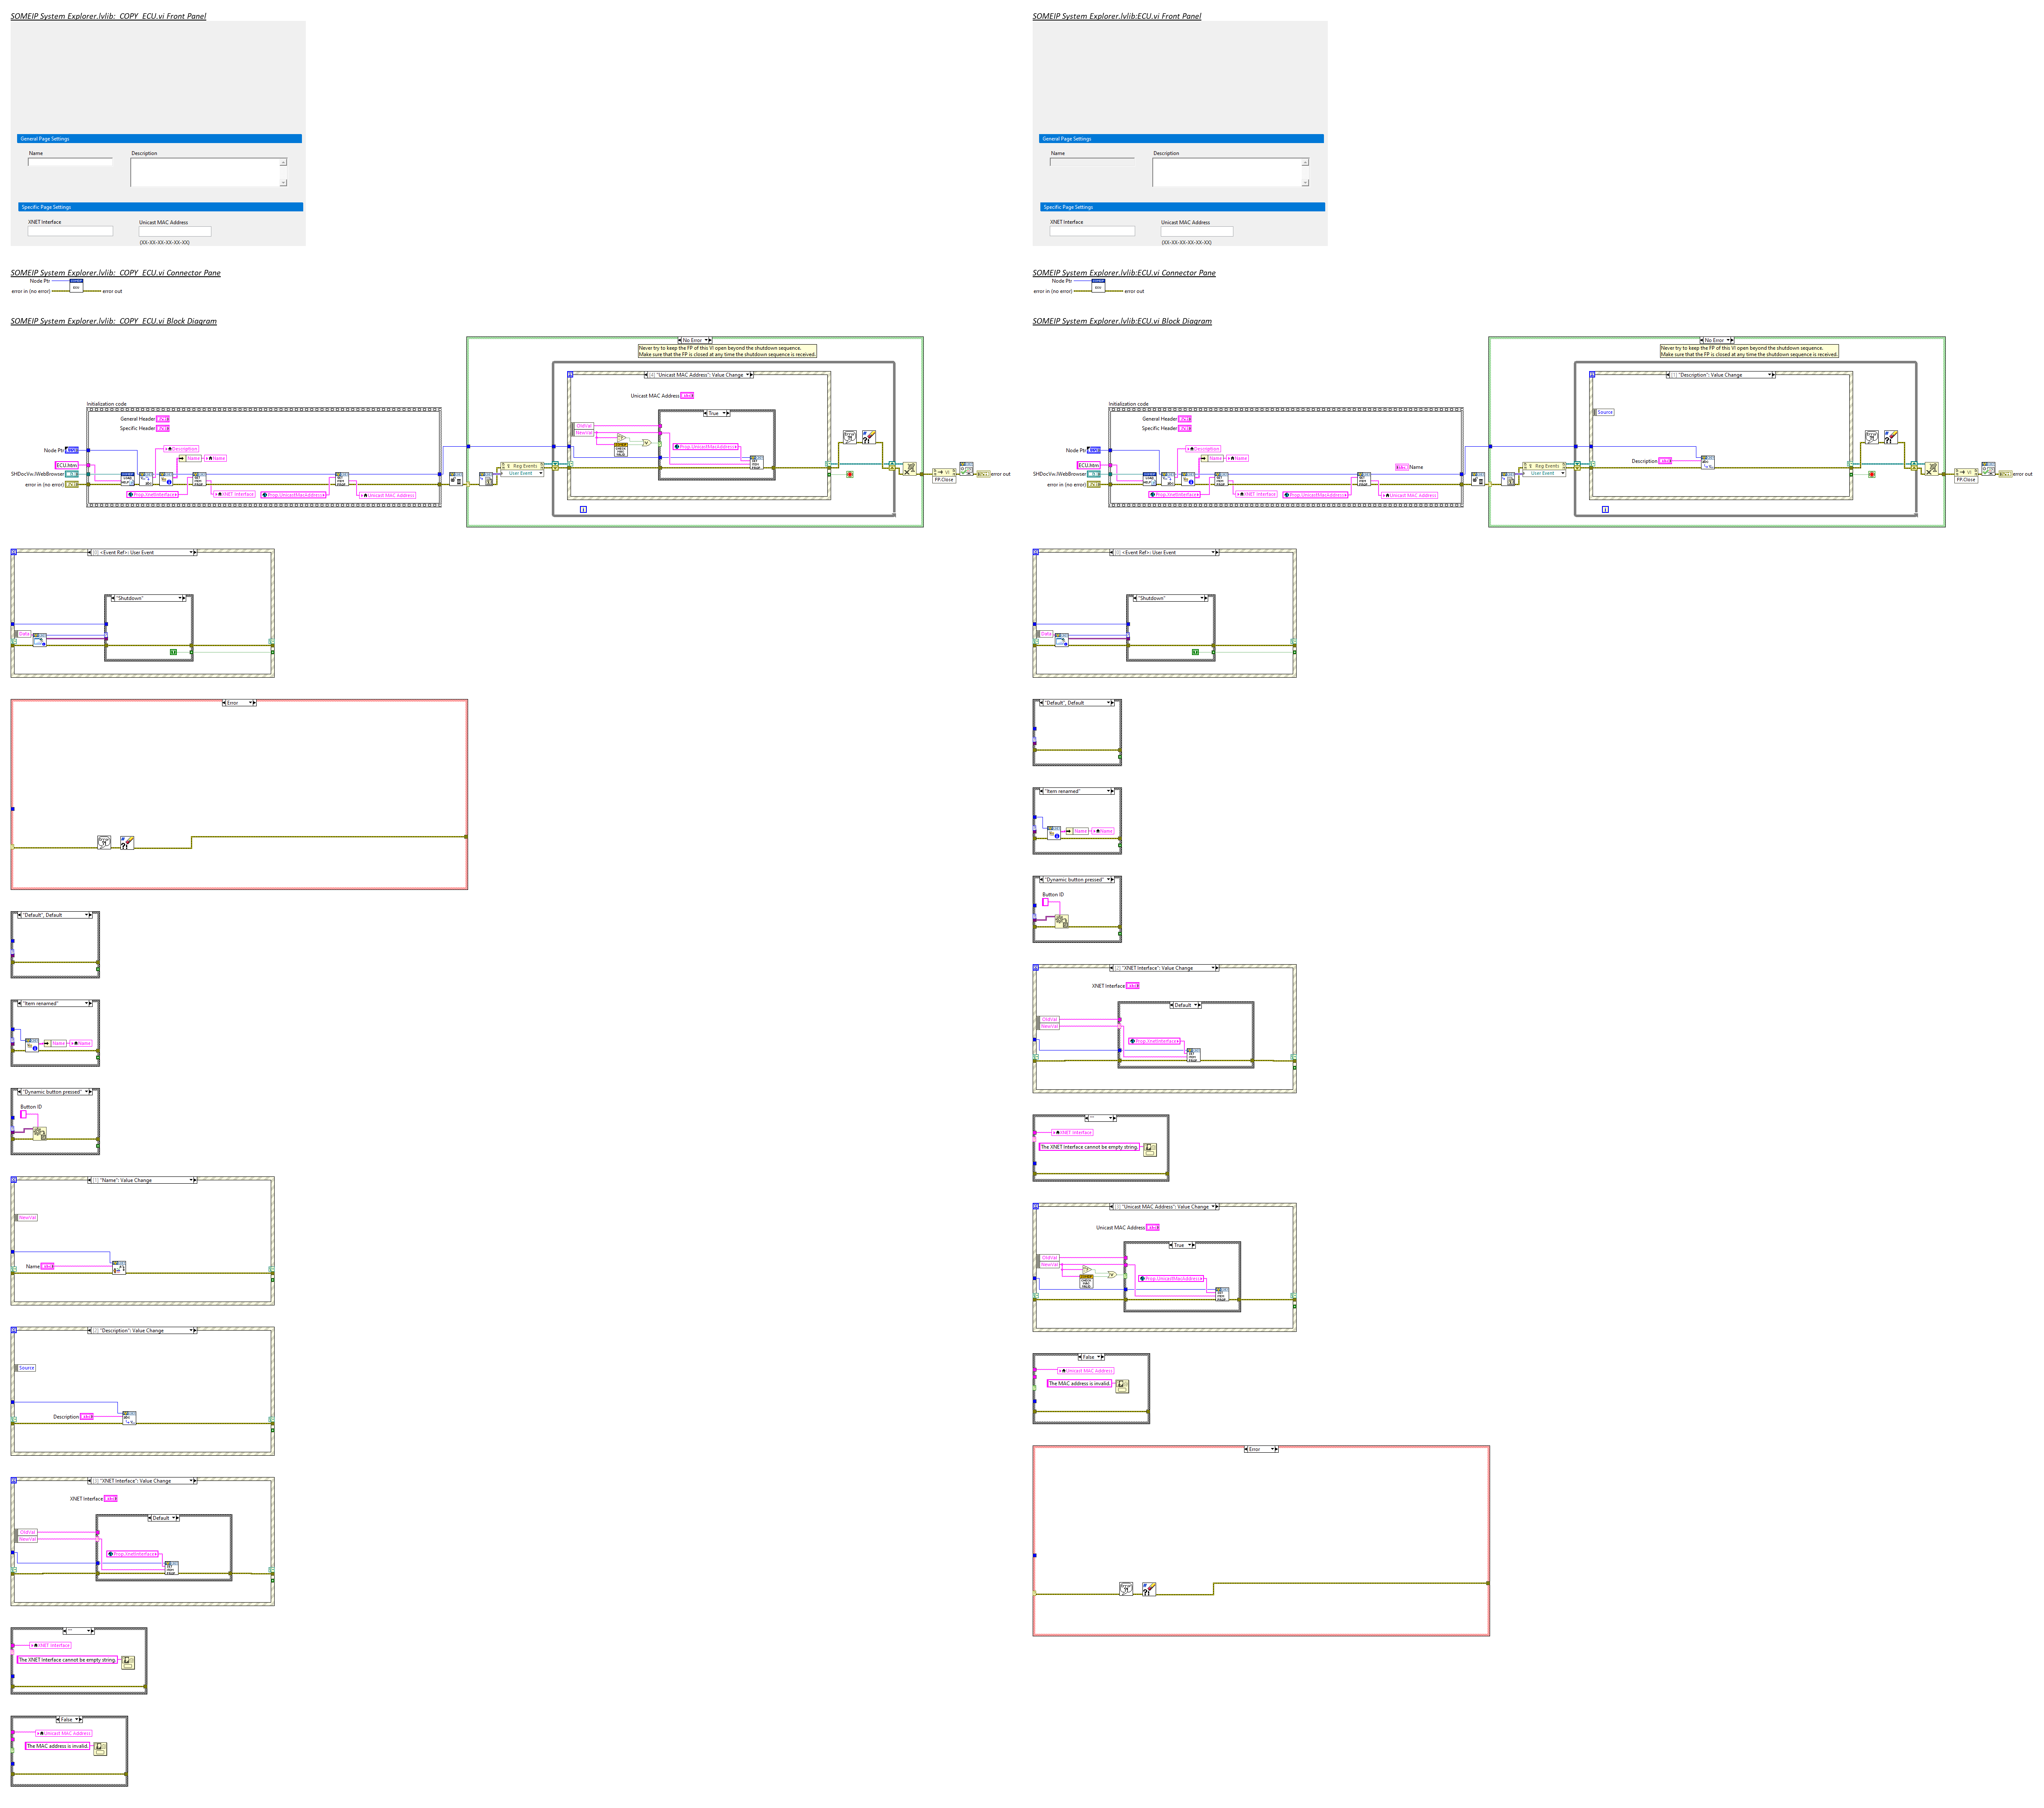 SOMEIP System Explorer.lvlib:_COPY_ECU.vi Front Panel
General Page Settings
Name
Description
Specific Page Settings
XNET Interface
Unicast MAC Address
(XX-XX-XX-XX-XX-XX)
SOMEIP System Explorer.lvlib:_COPY_ECU.vi Connector Pane
Node Ptr
error in (no error)
error out
SOMEIP System Explorer.lvlib:_COPY_ECU.vi Block Diagram
No Error
Never try to keep the FP of this VI open beyond the shutdown sequence.
Make sure that the FP is closed at any time the shutdown sequence is received.
[4] "Unicast MAC Address": Value Change
Unicast MAC Address
True
OldVal
NewVal
Prop.UnicastMacAddress
Initialization code
General Header
Specific Header
Node Ptr
ECU.htm
SHDocVw.IWebBrowser
error in (no error)
Description
Name
Name
Prop.XnetInterface
XNET Interface
Prop.UnicastMacAddress
Unicast MAC Address
Reg Events
User Event
VI
FP.Close
error out
[0] <Event Ref>: User Event
"Shutdown"
Data
Error
"Default", Default
"Item renamed"
Name
Name
"Dynamic button pressed"
Button ID
[1] "Name": Value Change
NewVal
Name
[2] "Description": Value Change
Source
Description
[3] "XNET Interface": Value Change
XNET Interface
Default
OldVal
NewVal
Prop.XnetInterface
""
XNET Interface
The XNET Interface cannot be empty string.
False
Unicast MAC Address
The MAC address is invalid.
SOMEIP System Explorer.lvlib:ECU.vi Front Panel
General Page Settings
Name
Description
Specific Page Settings
XNET Interface
Unicast MAC Address
(XX-XX-XX-XX-XX-XX)
SOMEIP System Explorer.lvlib:ECU.vi Connector Pane
Node Ptr
error in (no error)
error out
SOMEIP System Explorer.lvlib:ECU.vi Block Diagram
No Error
Never try to keep the FP of this VI open beyond the shutdown sequence.
Make sure that the FP is closed at any time the shutdown sequence is received.
[1] "Description": Value Change
Source
Description
Initialization code
General Header
Specific Header
Node Ptr
ECU.htm
SHDocVw.IWebBrowser
error in (no error)
Description
Name
Name
Name
Prop.XnetInterface
XNET Interface
Prop.UnicastMacAddress
Unicast MAC Address
Reg Events
User Event
VI
FP.Close
error out
[0] <Event Ref>: User Event
"Shutdown"
Data
"Default", Default
"Item renamed"
Name
Name
"Dynamic button pressed"
Button ID
[2] "XNET Interface": Value Change
XNET Interface
Default
OldVal
NewVal
Prop.XnetInterface
""
XNET Interface
The XNET Interface cannot be empty string.
[3] "Unicast MAC Address": Value Change
Unicast MAC Address
True
OldVal
NewVal
Prop.UnicastMacAddress
False
Unicast MAC Address
The MAC address is invalid.
Error